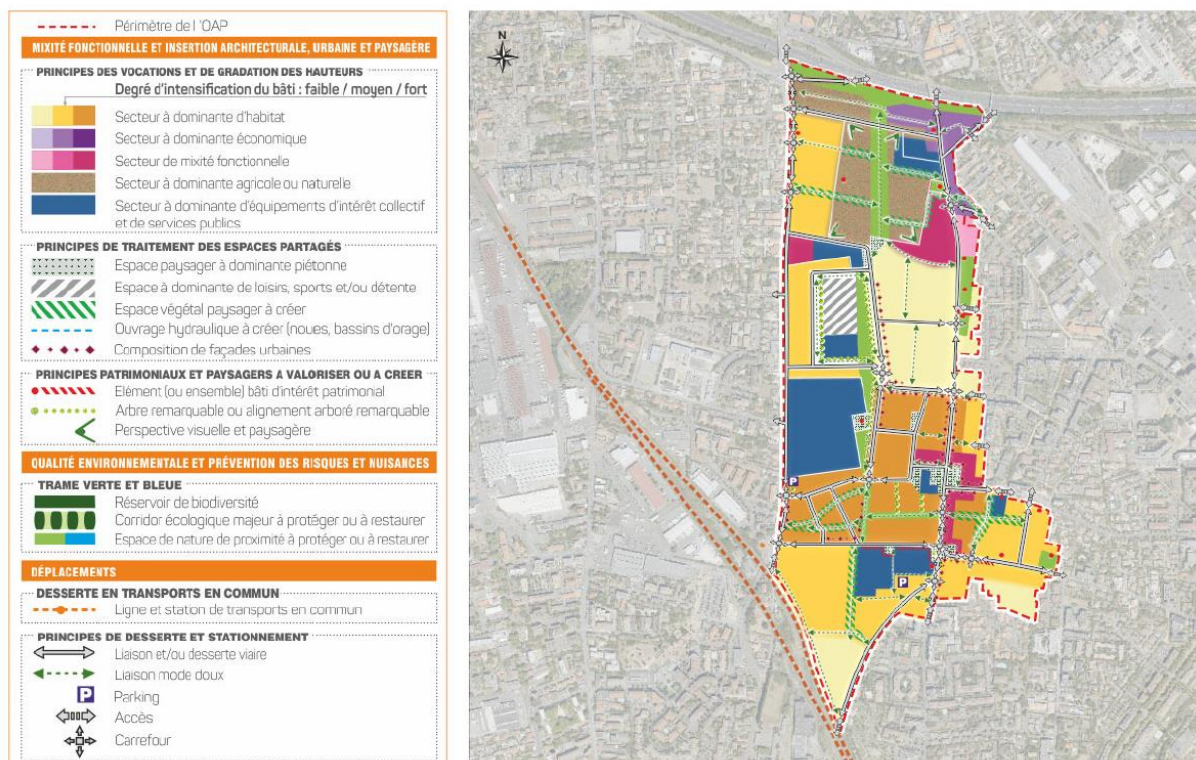 Périmètre de l'OAP
MIXITÉ FONCTIONNELLE ET INSERTION ARCHITECTURALE, URBAINE ET PAYSAGÈRE
PRINCIPES DES VOCATIONS ET DE GRADATION DES HAUTEURS
Degré d'intensification du bâti : faible / moyen / fort
Secteur à dominante d'habitat
Secteur à dominante économique
Secteur de mixité fonctionnelle
Secteur à dominante agricole ou naturelle
Secteur à dominante d'équipements d'intérêt collectif
et de services publics
PRINCIPES DE TRAITEMENT DES ESPACES PARTAGÉS
Espace paysager à dominante piétonne
Espace à dominante de loisirs, sports et/ou détente
Espace végétal paysager à créer
Ouvrage hydraulique à créer (noues, bassins d'orage)
Composition de façades urbaines
PRINCIPES PATRIMONIAUX ET PAYSAGERS A VALORISER OU A CREER
Elément (ou ensemble) bâti d'intérêt patrimonial
Arbre remarquable ou alignement arboré remarquable
Perspective visuelle et paysagère
QUALITÉ ENVIRONNEMENTALE ET PRÉVENTION DES RISQUES ET NUISANCES
TRAME VERTE ET BLEUE
Réservoir de biodiversité
Corridor écologique majeur à protéger ou à restaurer
Espace de nature de proximité à protéger ou à restaurer
DÉPLACEMENTS
DESSERTE EN TRANSPORTS EN COMMUN
Ligne et station de transports en commun
PRINCIPES DE DESSERTE ET STATIONNEMENT
Liaison et/ou desserte viaire
Liaison mode doux
P Parking
Accès
Carrefour
N
P
P